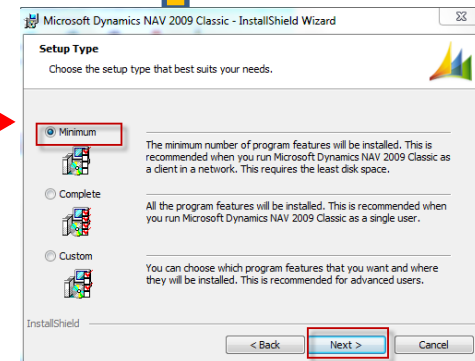 Microsoft Dynamics NAV 2009 Classic - InstallShield Wizard
Setup Type
Choose the setup type that best suits your needs.
Minimum
The minimum number of program features will be installed. This is
recommended when you run Microsoft Dynamics NAV 2009 Classic as
a client in a network. This requires the least disk space.
Complete
All the program features will be installed. This is recommended when
you run Microsoft Dynamics NAV 2009 Classic as a single user.
Custom
You can choose which program features that you want and where
they will be installed. This is recommended for advanced users.
InstallShield
< Back
Next >
Cancel